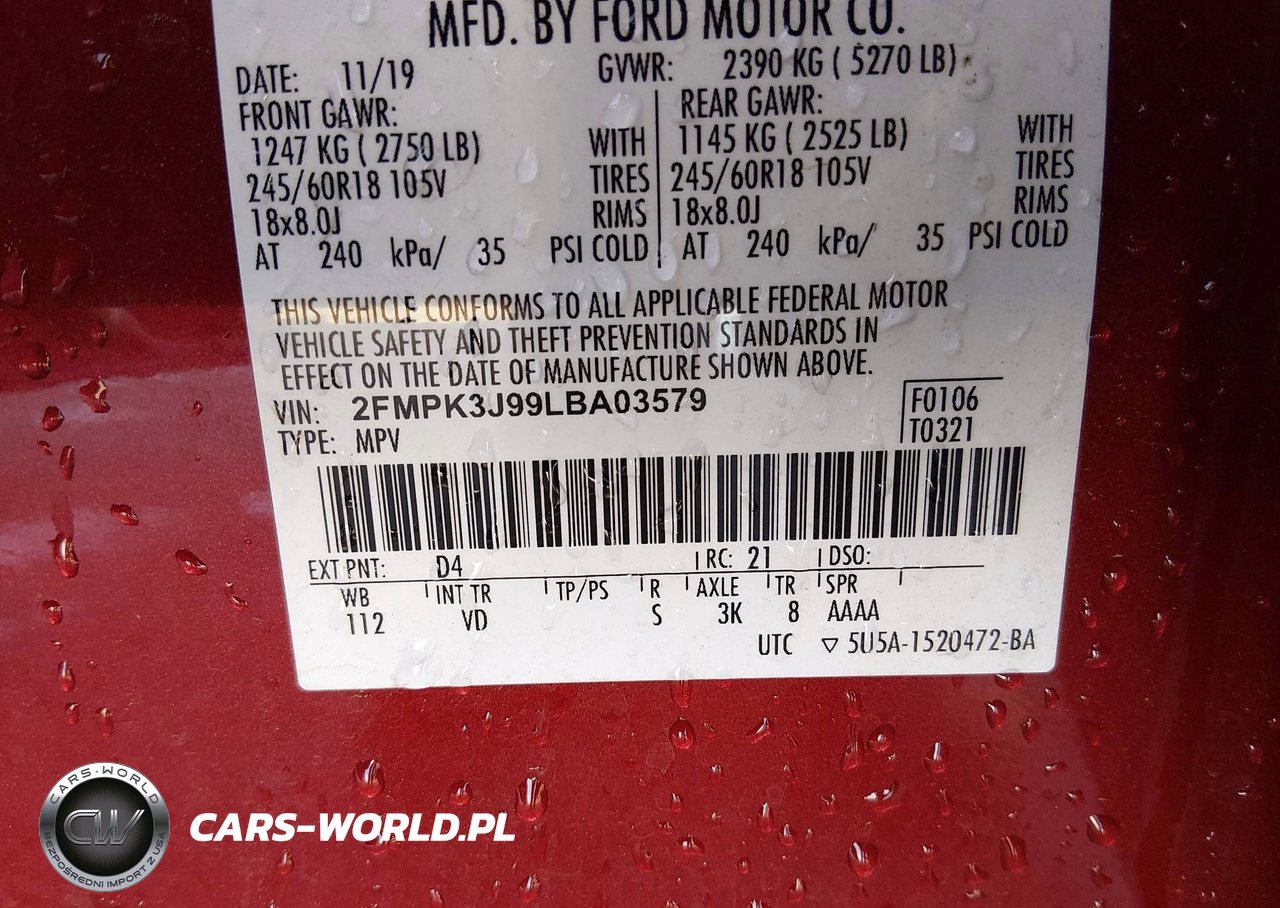 MFD. BY FORD MOTOR CO.
DATE: 11/19 GVWR: 2390 KG ( 5270 LB)
FRONT GAWR: REAR GAWR:
1247 KG ( 2750 LB) WITH 1145 KG ( 2525 LB) WITH
245/60R18 105V TIRES 245/60R18 105V TIRES
18x8.0J RIMS 18x8.0J RIMS
AT 240 kPa/ 35 PSI COLD AT 240 kPa/ 35 PSI COLD
THIS VEHICLE CONFORMS TO ALL APPLICABLE FEDERAL MOTOR
VEHICLE SAFETY AND THEFT PREVENTION STANDARDS IN
EFFECT ON THE DATE OF MANUFACTURE SHOWN ABOVE.
VIN: 2FMPK3J99LBA03579 F0106
TYPE: MPV T0321
EXT PNT: D4 RC: 21 DSO:
WB INT TR TP/PS R AXLE TR SPR
112 VD S 3K 8 AAAA
UTC ▽ 5U5A-1520472-BA
CARS-WORLD
CW
BEZPOŚREDNI IMPORT Z USA
CARS-WORLD.PL